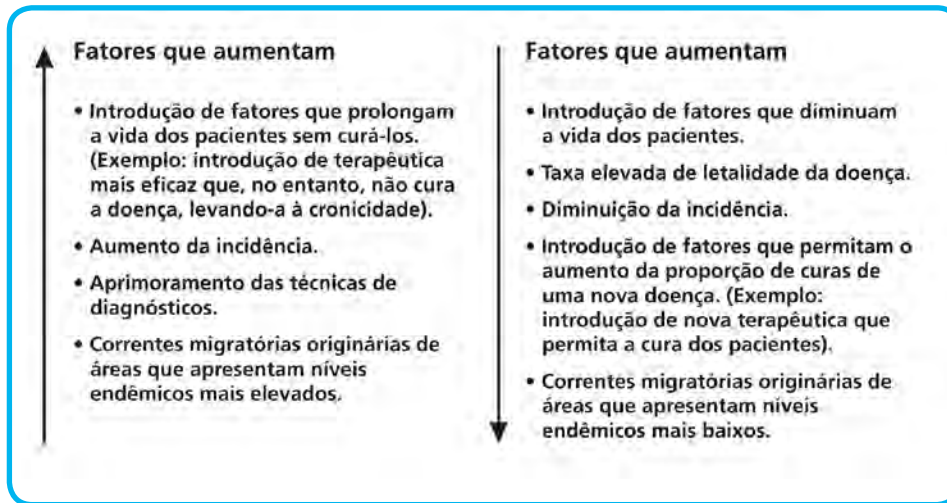 Fatores que aumentam
• Introdução de fatores que prolongam
a vida dos pacientes sem curá-los.
(Exemplo: introdução de terapêutica
mais eficaz que, no entanto, não cura
a doença, levando-a à cronicidade).
• Aumento da incidência.
• Aprimoramento das técnicas de
diagnósticos.
• Correntes migratórias originárias de
áreas que apresentam níveis
endêmicos mais elevados.
Fatores que aumentam
• Introdução de fatores que diminuam
a vida dos pacientes.
• Taxa elevada de letalidade da doença.
• Diminuição da incidência.
• Introdução de fatores que permitam o
aumento da proporção de curas de
uma nova doença. (Exemplo:
introdução de nova terapêutica que
permita a cura dos pacientes).
• Correntes migratórias originárias de
áreas que apresentam níveis
endêmicos mais baixos.